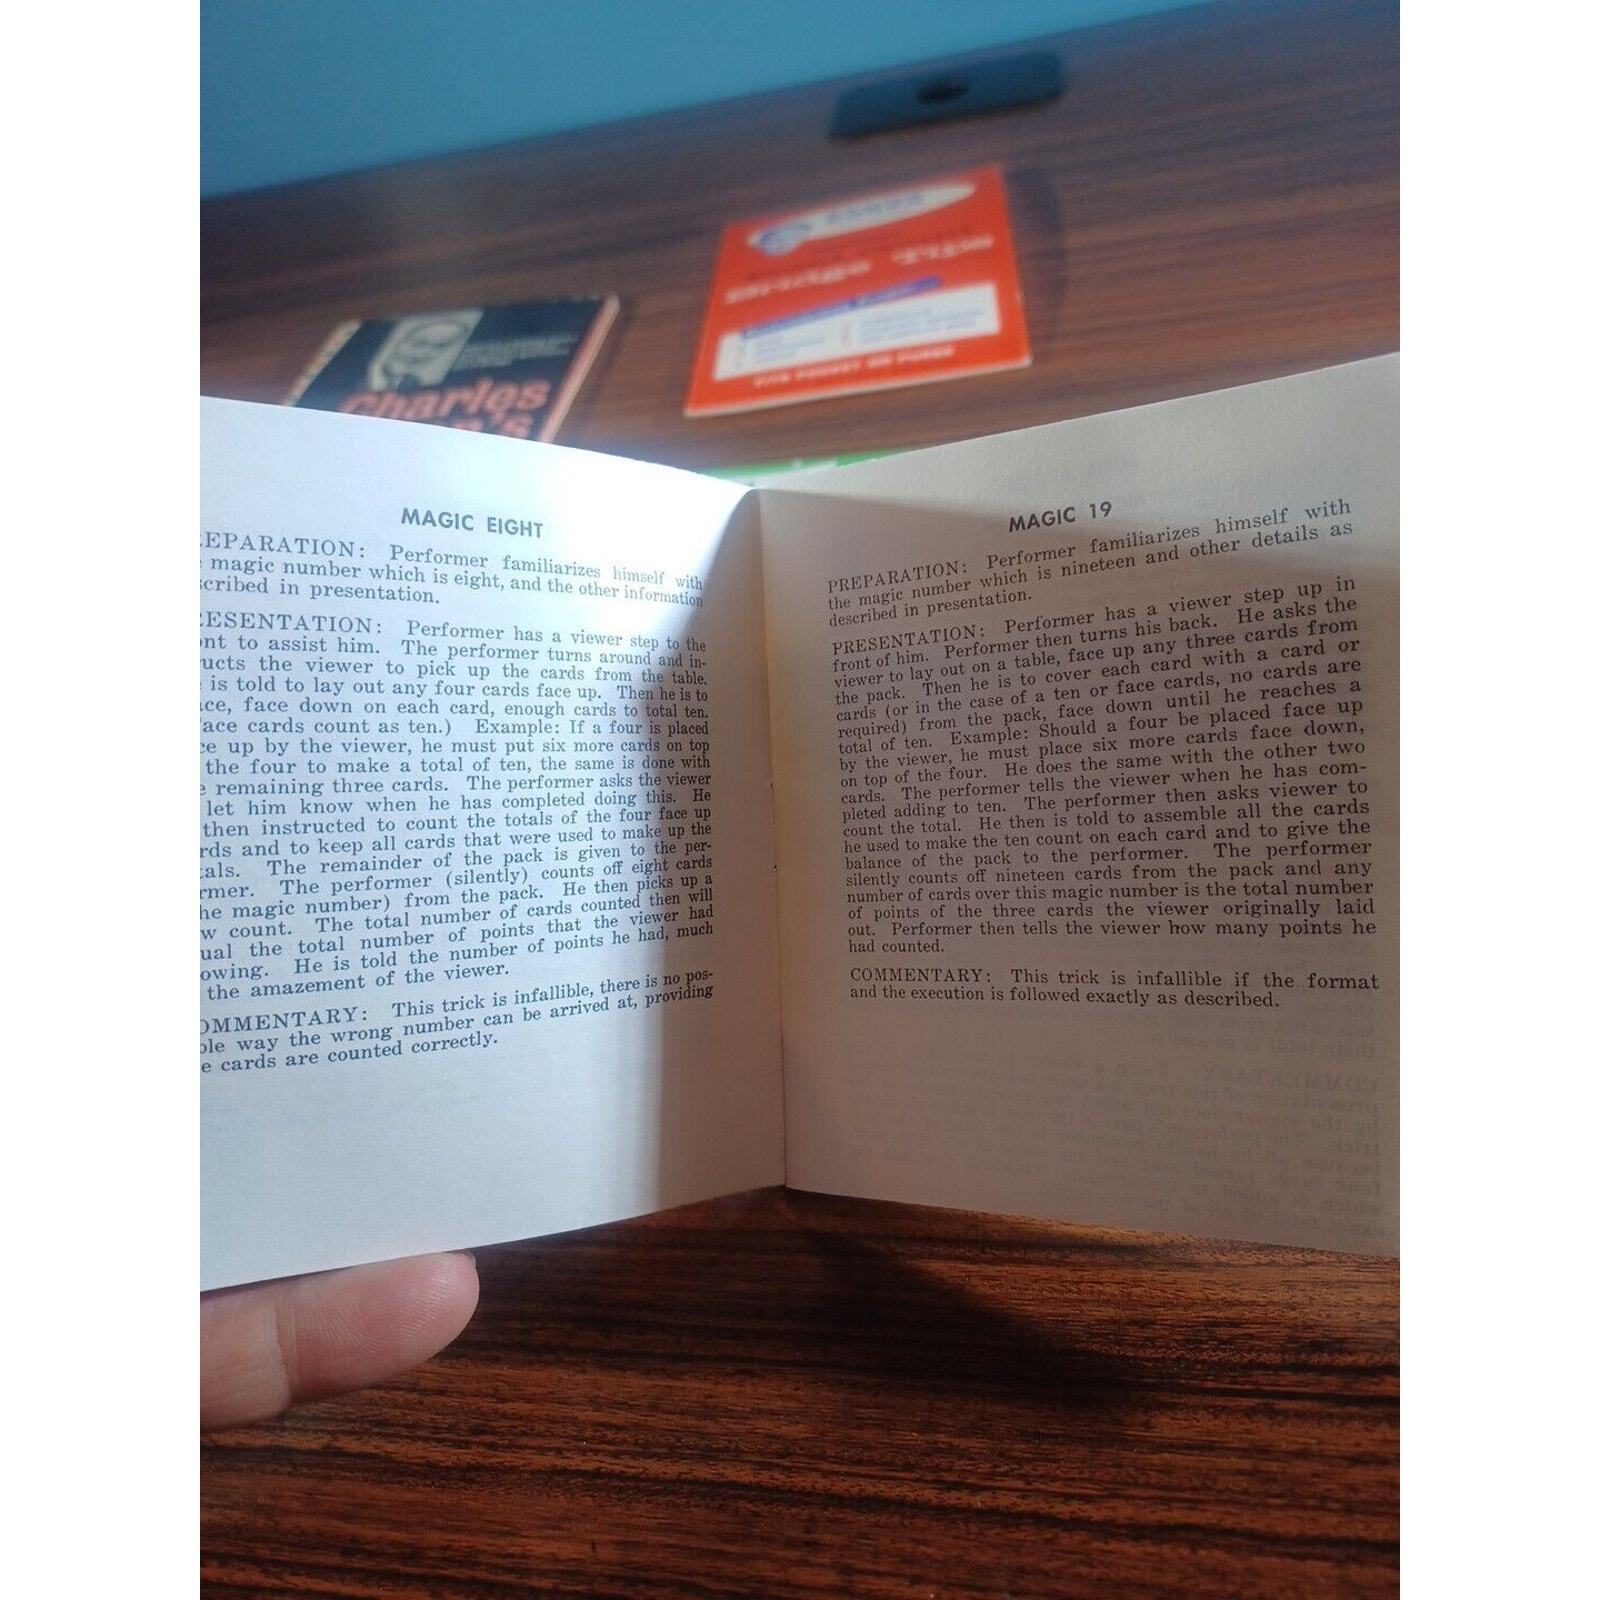 Bridge Tips
FITS POCKET OR PURSE
Charles
MAGIC EIGHT
EPARATION: Performer familiarizes himself with
magic number which is eight, and the other information
scribed in presentation.
RESENTATION: Performer has a viewer step to the
nt to assist him. The performer turns around and in-
ructs the viewer to pick up the cards from the table.
is told to lay out any four cards face up. Then he is to
ce, face down on each card, enough cards to total ten.
ace cards count as ten.) Example: If a four is placed
ce up by the viewer, he must put six more cards on top
the four to make a total of ten, the same is done with
e remaining three cards. The performer asks the viewer
let him know when he has completed doing this. He
then instructed to count the totals of the four face up
rds and to keep all cards that were used to make up the
tals. The remainder of the pack is given to the per-
rmer. The performer (silently) counts off eight cards
he magic number) from the pack. He then picks up a
w count. The total number of cards counted then will
ual the total number of points that the viewer had
owing. He is told the number of points he had, much
the amazement of the viewer.
OMMENTARY: This trick is infallible, there is no pos-
ble way the wrong number can be arrived at, providing
e cards are counted correctly.
MAGIC 19
PREPARATION: Performer familiarizes himself with
the magic number which is nineteen and other details as
described in presentation.
PRESENTATION: Performer has a viewer step up in
front of him. Performer then turns his back. He asks the
viewer to lay out on a table, face up any three cards from
the pack. Then he is to cover each card with a card or
cards (or in the case of a ten or face cards, no cards are
required) from the pack, face down until he reaches a
total of ten. Example: Should a four be placed face up
by the viewer, he must place six more cards face down,
on top of the four. He does the same with the other two
cards. The performer tells the viewer when he has com-
pleted adding to ten. The performer then asks viewer to
count the total. He then is told to assemble all the cards
he used to make the ten count on each card and to give the
balance of the pack to the performer. The performer
silently counts off nineteen cards from the pack and any
number of cards over this magic number is the total number
of points of the three cards the viewer originally laid
out. Performer then tells the viewer how many points he
had counted.
COMMENTARY: This trick is infallible if the format
and the execution is followed exactly as described.